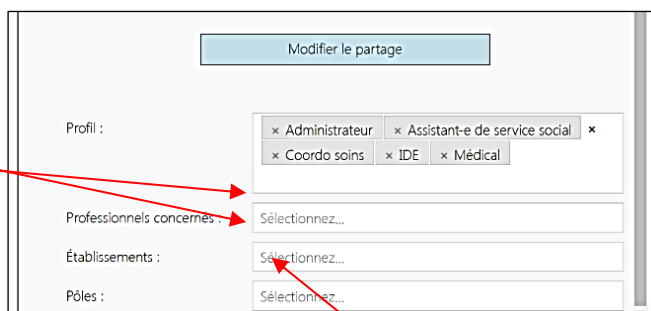 Modifier le partage
Profil :
× Administrateur × Assistant-e de service social ×
× Coordo soins × IDE × Médical
Professionnels concernés :
Sélectionnez...
Établissements :
Sélectionnez...
Pôles :
Sélectionnez...